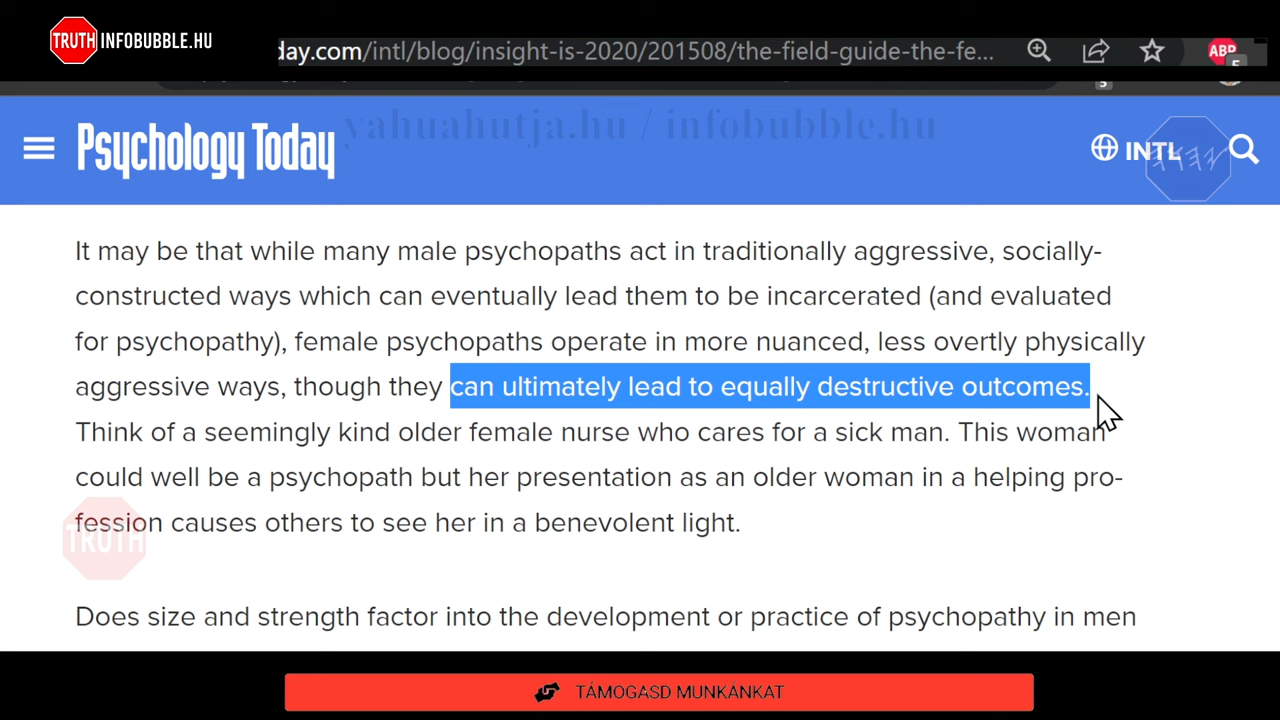 TRUTH INFOBUBBLE.HU
day.com/intl/blog/insight-is-2020/201508/the-field-guide-the-fe...
ABP
5
5
yahuahutja.hu / infobubble.hu
Psychology Today
INTL
It may be that while many male psychopaths act in traditionally aggressive, socially-
constructed ways which can eventually lead them to be incarcerated (and evaluated
for psychopathy), female psychopaths operate in more nuanced, less overtly physically
aggressive ways, though they can ultimately lead to equally destructive outcomes.
Think of a seemingly kind older female nurse who cares for a sick man. This woman
could well be a psychopath but her presentation as an older woman in a helping pro-
fession causes others to see her in a benevolent light.
TRUTH
Does size and strength factor into the development or practice of psychopathy in men
TÁMOGASD MUNKÁNKAT